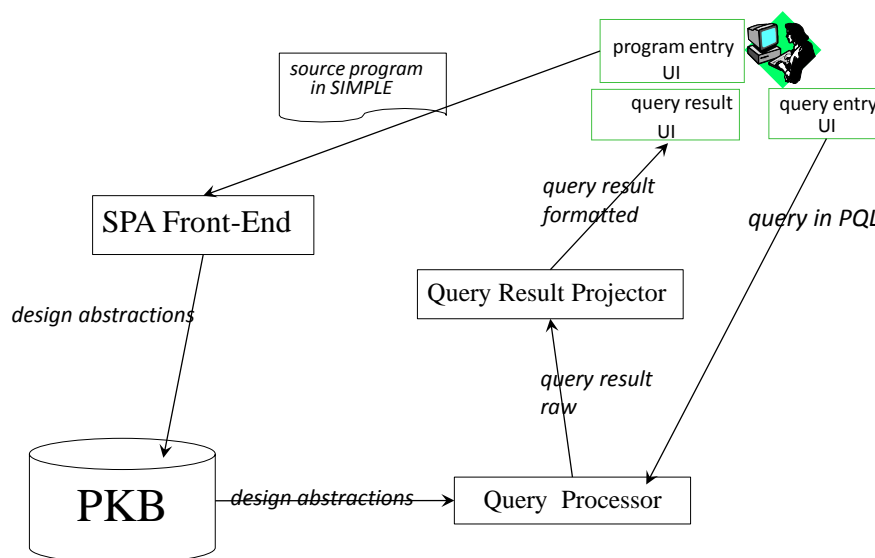 program entry
UI
source program
in SIMPLE
query result
UI
query entry
UI
query result
formatted
SPA Front-End
query in PQL
Query Result Projector
design abstractions
query result
raw
PKB
design abstractions
Query Processor